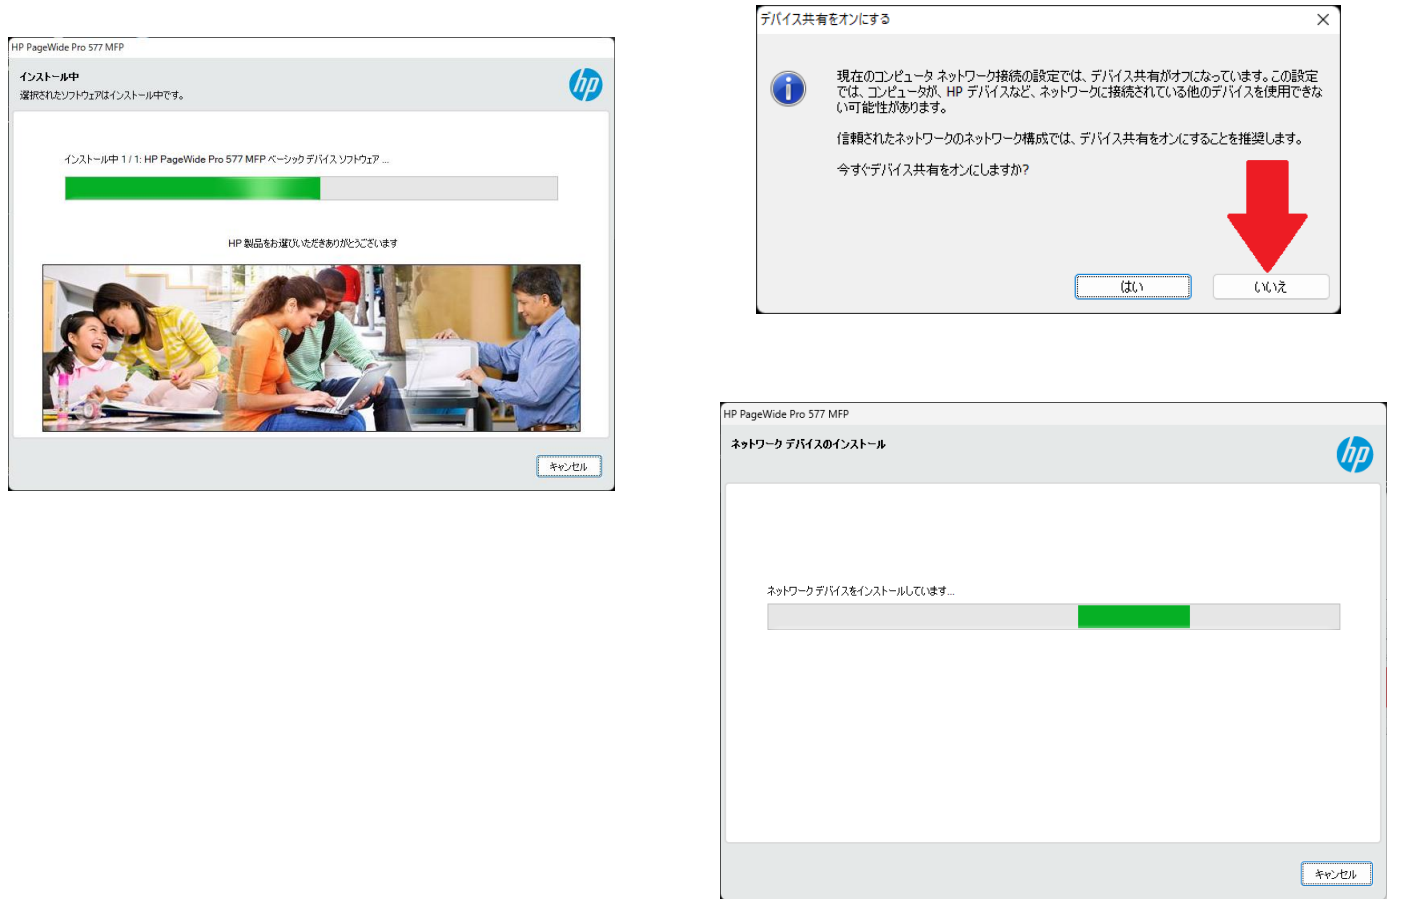 HP PageWide Pro 577 MFP
インストール中
選択されたソフトウェアはインストール中です。
hp
インストール中 1 / 1: HP PageWide Pro 577 MFP ベーシック デバイス ソフトウェア ...
HP 製品をお選びいただきありがとうございます
キャンセル
デバイス共有をオンにする
現在のコンピュータ ネットワーク接続の設定では、デバイス共有がオフになっています。この設定
では、コンピュータが、HP デバイスなど、ネットワークに接続されている他のデバイスを使用できな
い可能性があります。
信頼されたネットワークのネットワーク構成では、デバイス共有をオンにすることを推奨します。
今すぐデバイス共有をオンにしますか?
はい
いいえ
HP PageWide Pro 577 MFP
ネットワーク デバイスのインストール
hp
ネットワーク デバイスをインストールしています...
キャンセル